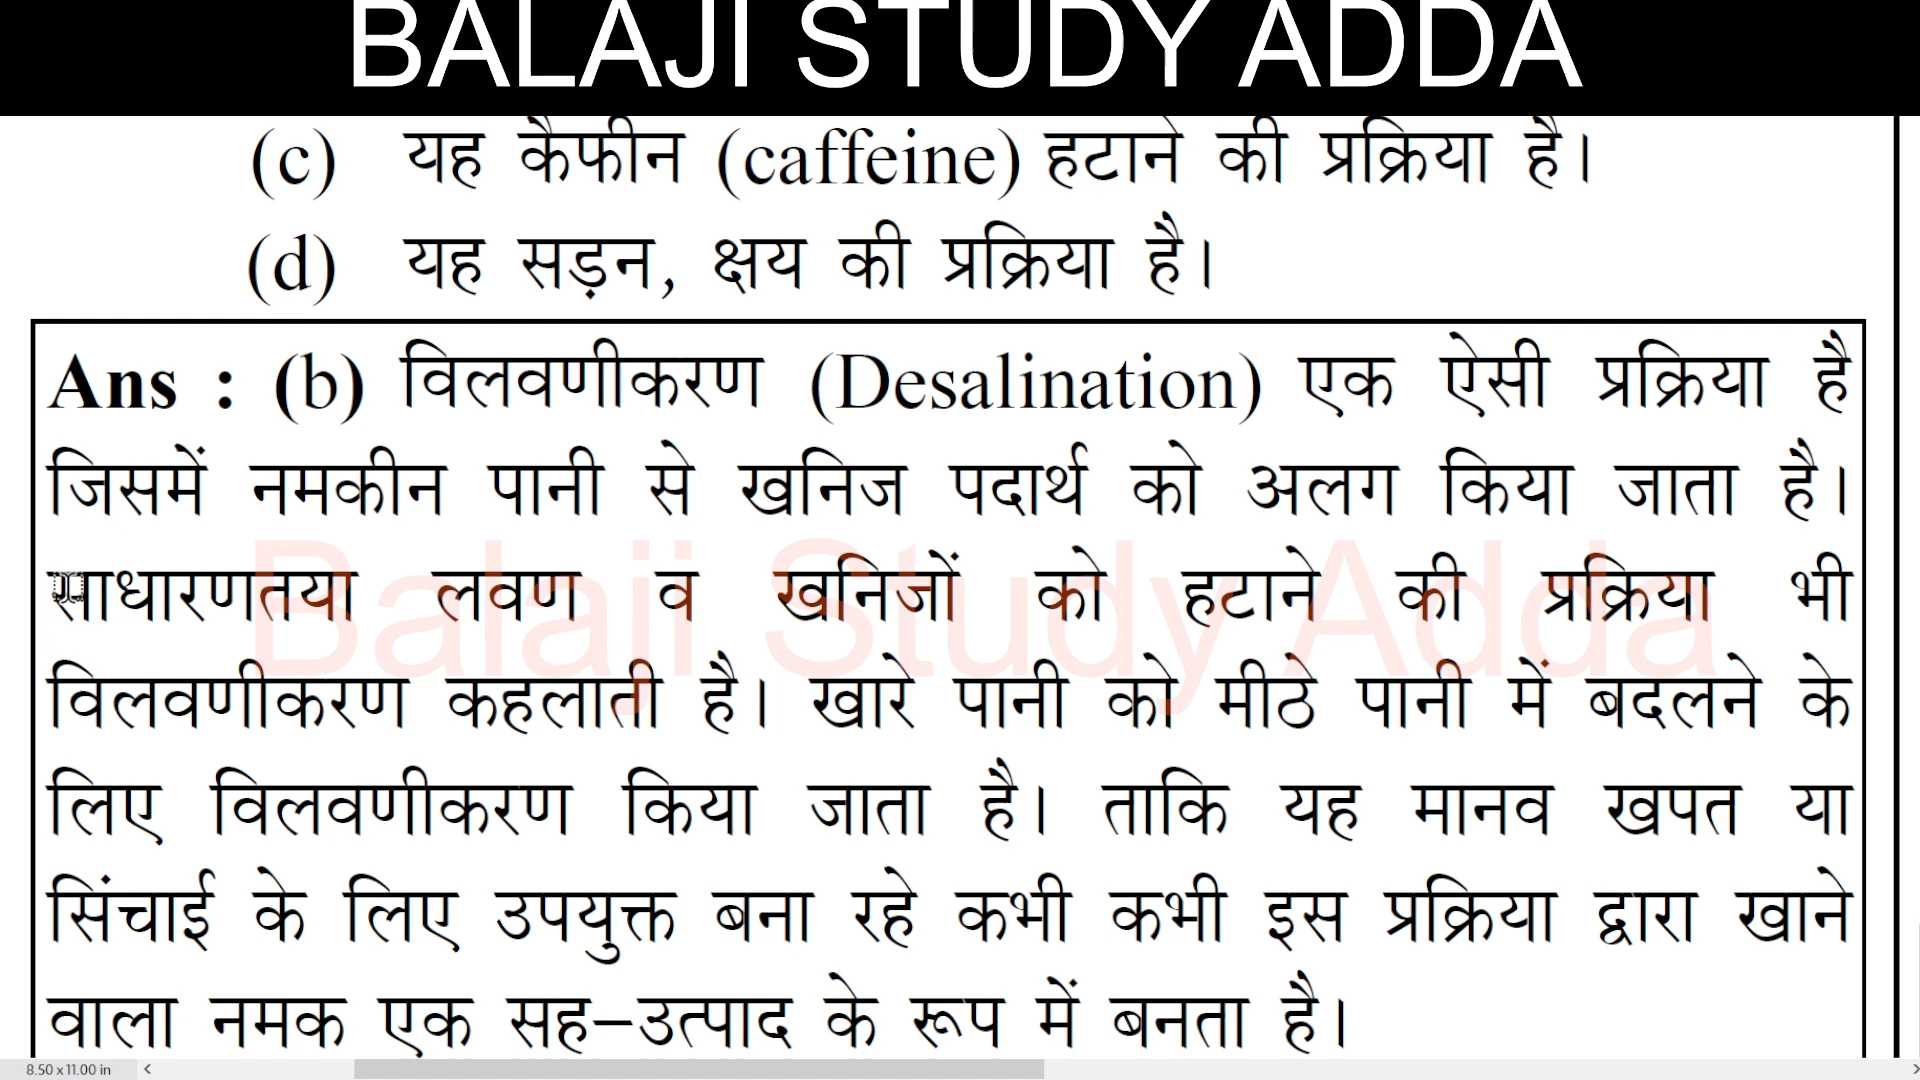 BALAJI STUDY ADDA
(c) यह कैफीन (caffeine) हटाने की प्रक्रिया है।
(d) यह सड़न, क्षय की प्रक्रिया है।
Ans : (b) विलवणीकरण (Desalination) एक ऐसी प्रक्रिया है
जिसमें नमकीन पानी से खनिज पदार्थ को अलग किया जाता है।
साधारणतया लवण व खनिजों को हटाने की प्रक्रिया भी
Balaji Study Adda
विलवणीकरण कहलाती है। खारे पानी को मीठे पानी में बदलने के
लिए विलवणीकरण किया जाता है। ताकि यह मानव खपत या
सिंचाई के लिए उपयुक्त बना रहे कभी कभी इस प्रक्रिया द्वारा खाने
वाला नमक एक सह–उत्पाद के रूप में बनता है।
8.50 x 11.00 in